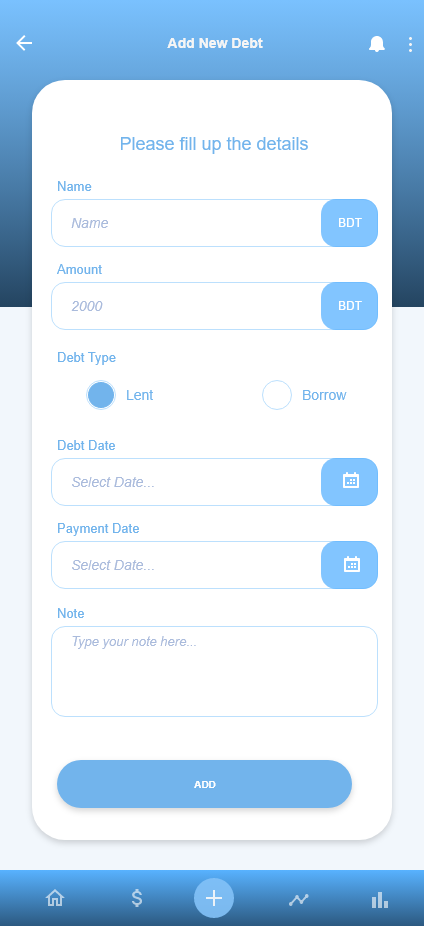 Add New Debt
Please fill up the details
Name
Name
BDT
Amount
2000
BDT
Debt Type
Lent
Borrow
Debt Date
Select Date...
Payment Date
Select Date...
Note
Type your note here...
ADD